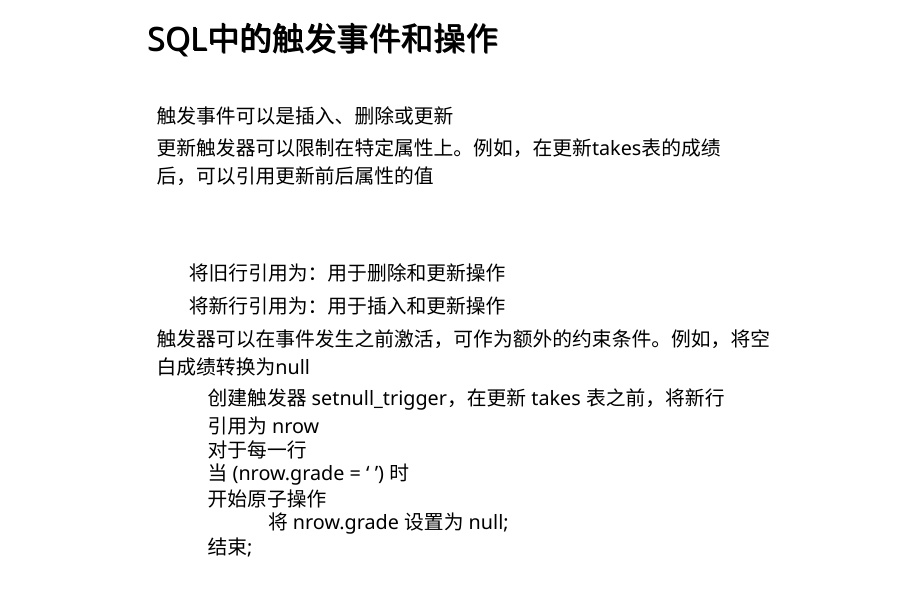 SQL中的触发事件和操作
触发事件可以是插入、删除或更新
更新触发器可以限制在特定属性上。例如，在更新takes表的成绩
后，可以引用更新前后属性的值
将旧行引用为：用于删除和更新操作
将新行引用为：用于插入和更新操作
触发器可以在事件发生之前激活，可作为额外的约束条件。例如，将空
白成绩转换为null
创建触发器 setnull_trigger，在更新 takes 表之前，将新行
引用为 nrow
对于每一行
当 (nrow.grade = ‘ ’) 时
开始原子操作
将 nrow.grade 设置为 null;
结束;